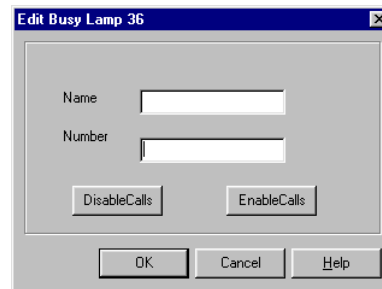 Edit Busy Lamp 36
Name
Number
DisableCalls EnableCalls
OK Cancel Help